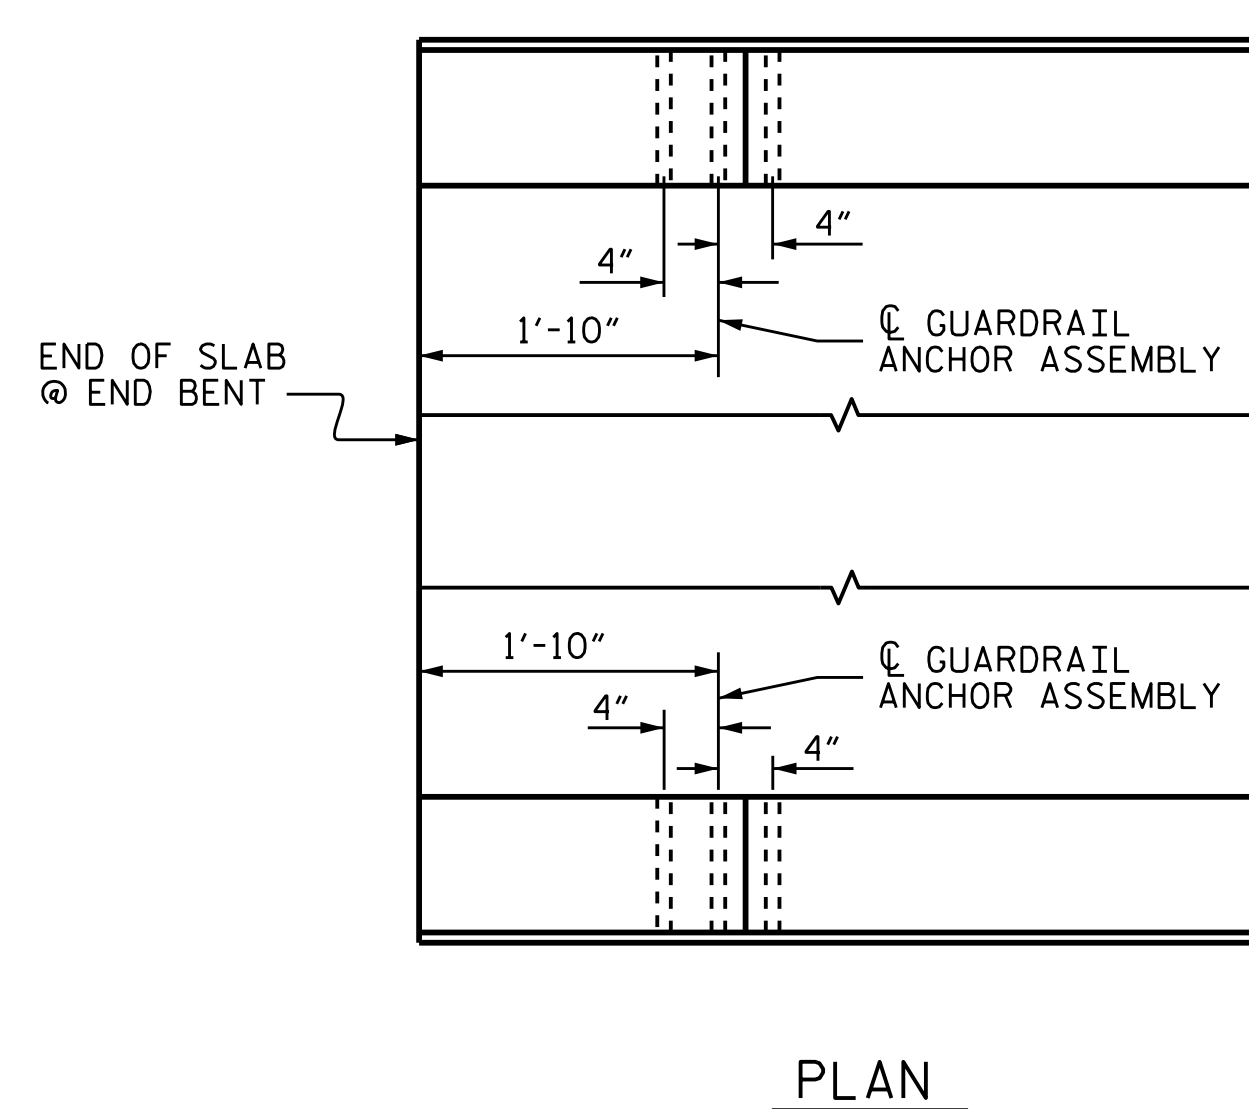 4"
4"
1'-10"
℄ GUARDRAIL
ANCHOR ASSEMBLY
END OF SLAB
@ END BENT
1'-10"
℄ GUARDRAIL
ANCHOR ASSEMBLY
4"
4"
PLAN